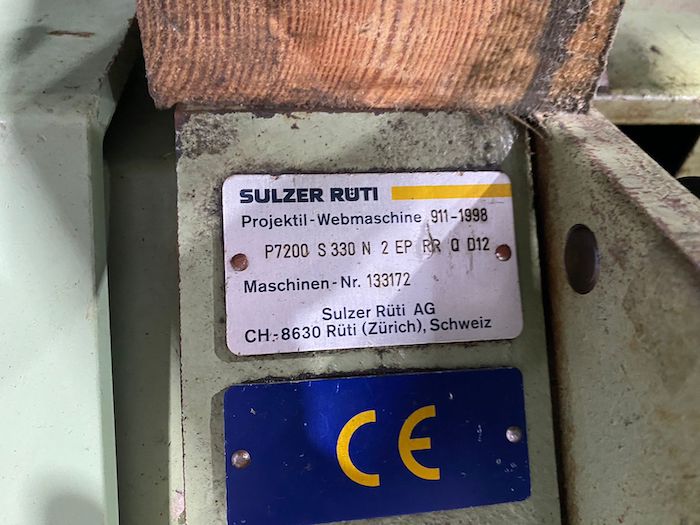 SULZER RÜTI
Projektil-Webmaschine 911-1998
P7200 S 330 N 2 EP RR Q D12
Maschinen-Nr. 133172
Sulzer Rüti AG
CH.-8630 Rüti (Zürich), Schweiz
CE